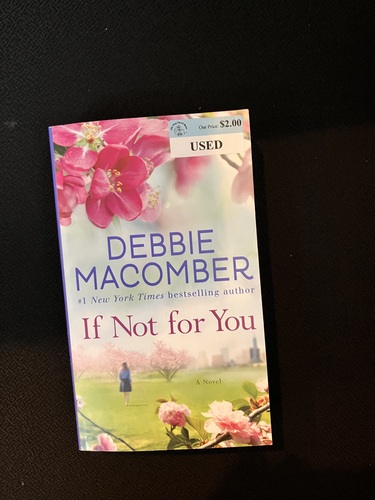 Our Price: $2.00
USED
DEBBIE
MACOMBER
#1 New York Times bestselling author
If Not for You
A Novel